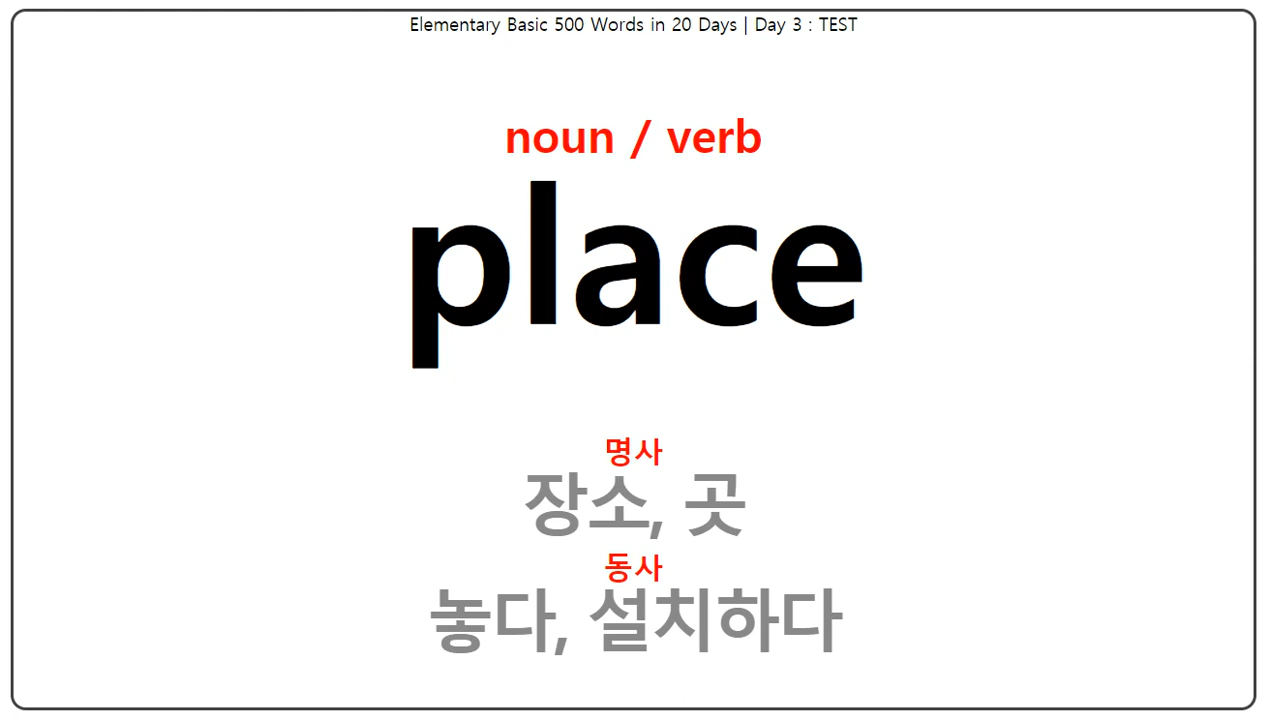 Elementary Basic 500 Words in 20 Days | Day 3 : TEST
noun / verb
place
명사
장소, 곳
동사
놓다, 설치하다